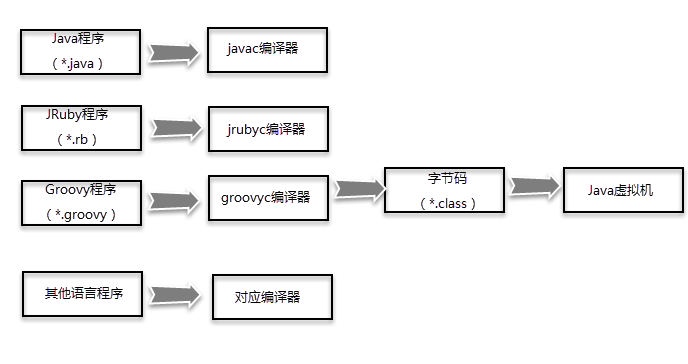 Java程序
（*.java）
javac编译器
JRuby程序
（*.rb）
jrubyc编译器
Groovy程序
（*.groovy）
groovyc编译器
字节码
（*.class）
Java虚拟机
其他语言程序
对应编译器